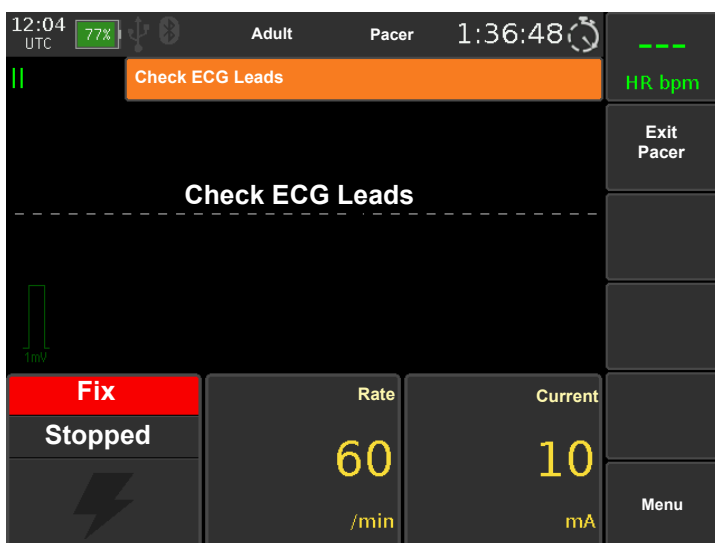 12:04
UTC
77%
Adult
Pacer
1:36:48
---
HR bpm
II
Check ECG Leads
Exit
Pacer
Check ECG Leads
1mV
Fix
Stopped
Rate
60
/min
Current
10
mA
Menu